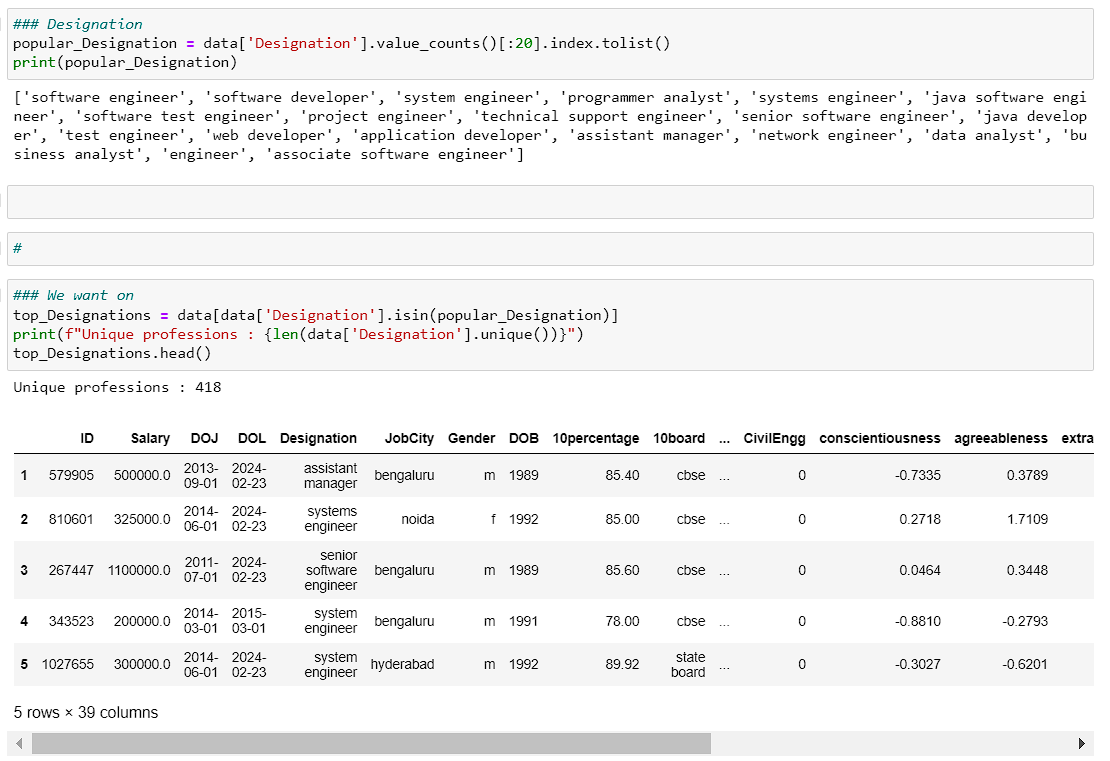 ### Designation
popular_Designation = data['Designation'].value_counts()[:20].index.tolist()
print(popular_Designation)
['software engineer', 'software developer', 'system engineer', 'programmer analyst', 'systems engineer', 'java software engi
neer', 'software test engineer', 'project engineer', 'technical support engineer', 'senior software engineer', 'java develop
er', 'test engineer', 'web developer', 'application developer', 'assistant manager', 'network engineer', 'data analyst', 'bu
siness analyst', 'engineer', 'associate software engineer']
#
### We want on
top_Designations = data[data['Designation'].isin(popular_Designation)]
print(f"Unique professions : {len(data['Designation'].unique())}")
top_Designations.head()
Unique professions : 418
ID Salary DOJ DOL Designation JobCity Gender DOB 10percentage 10board ... CivilEngg conscientiousness agreeableness extra
1 579905 500000.0 2013-09-01 2024-02-23 assistant manager bengaluru m 1989 85.40 cbse ... 0 -0.7335 0.3789
2 810601 325000.0 2014-06-01 2024-02-23 systems engineer noida f 1992 85.00 cbse ... 0 0.2718 1.7109
3 267447 1100000.0 2011-07-01 2024-02-23 senior software engineer bengaluru m 1989 85.60 cbse ... 0 0.0464 0.3448
4 343523 200000.0 2014-03-01 2015-03-01 system engineer bengaluru m 1991 78.00 cbse ... 0 -0.8810 -0.2793
5 1027655 300000.0 2014-06-01 2024-02-23 system engineer hyderabad m 1992 89.92 state board ... 0 -0.3027 -0.6201
5 rows × 39 columns